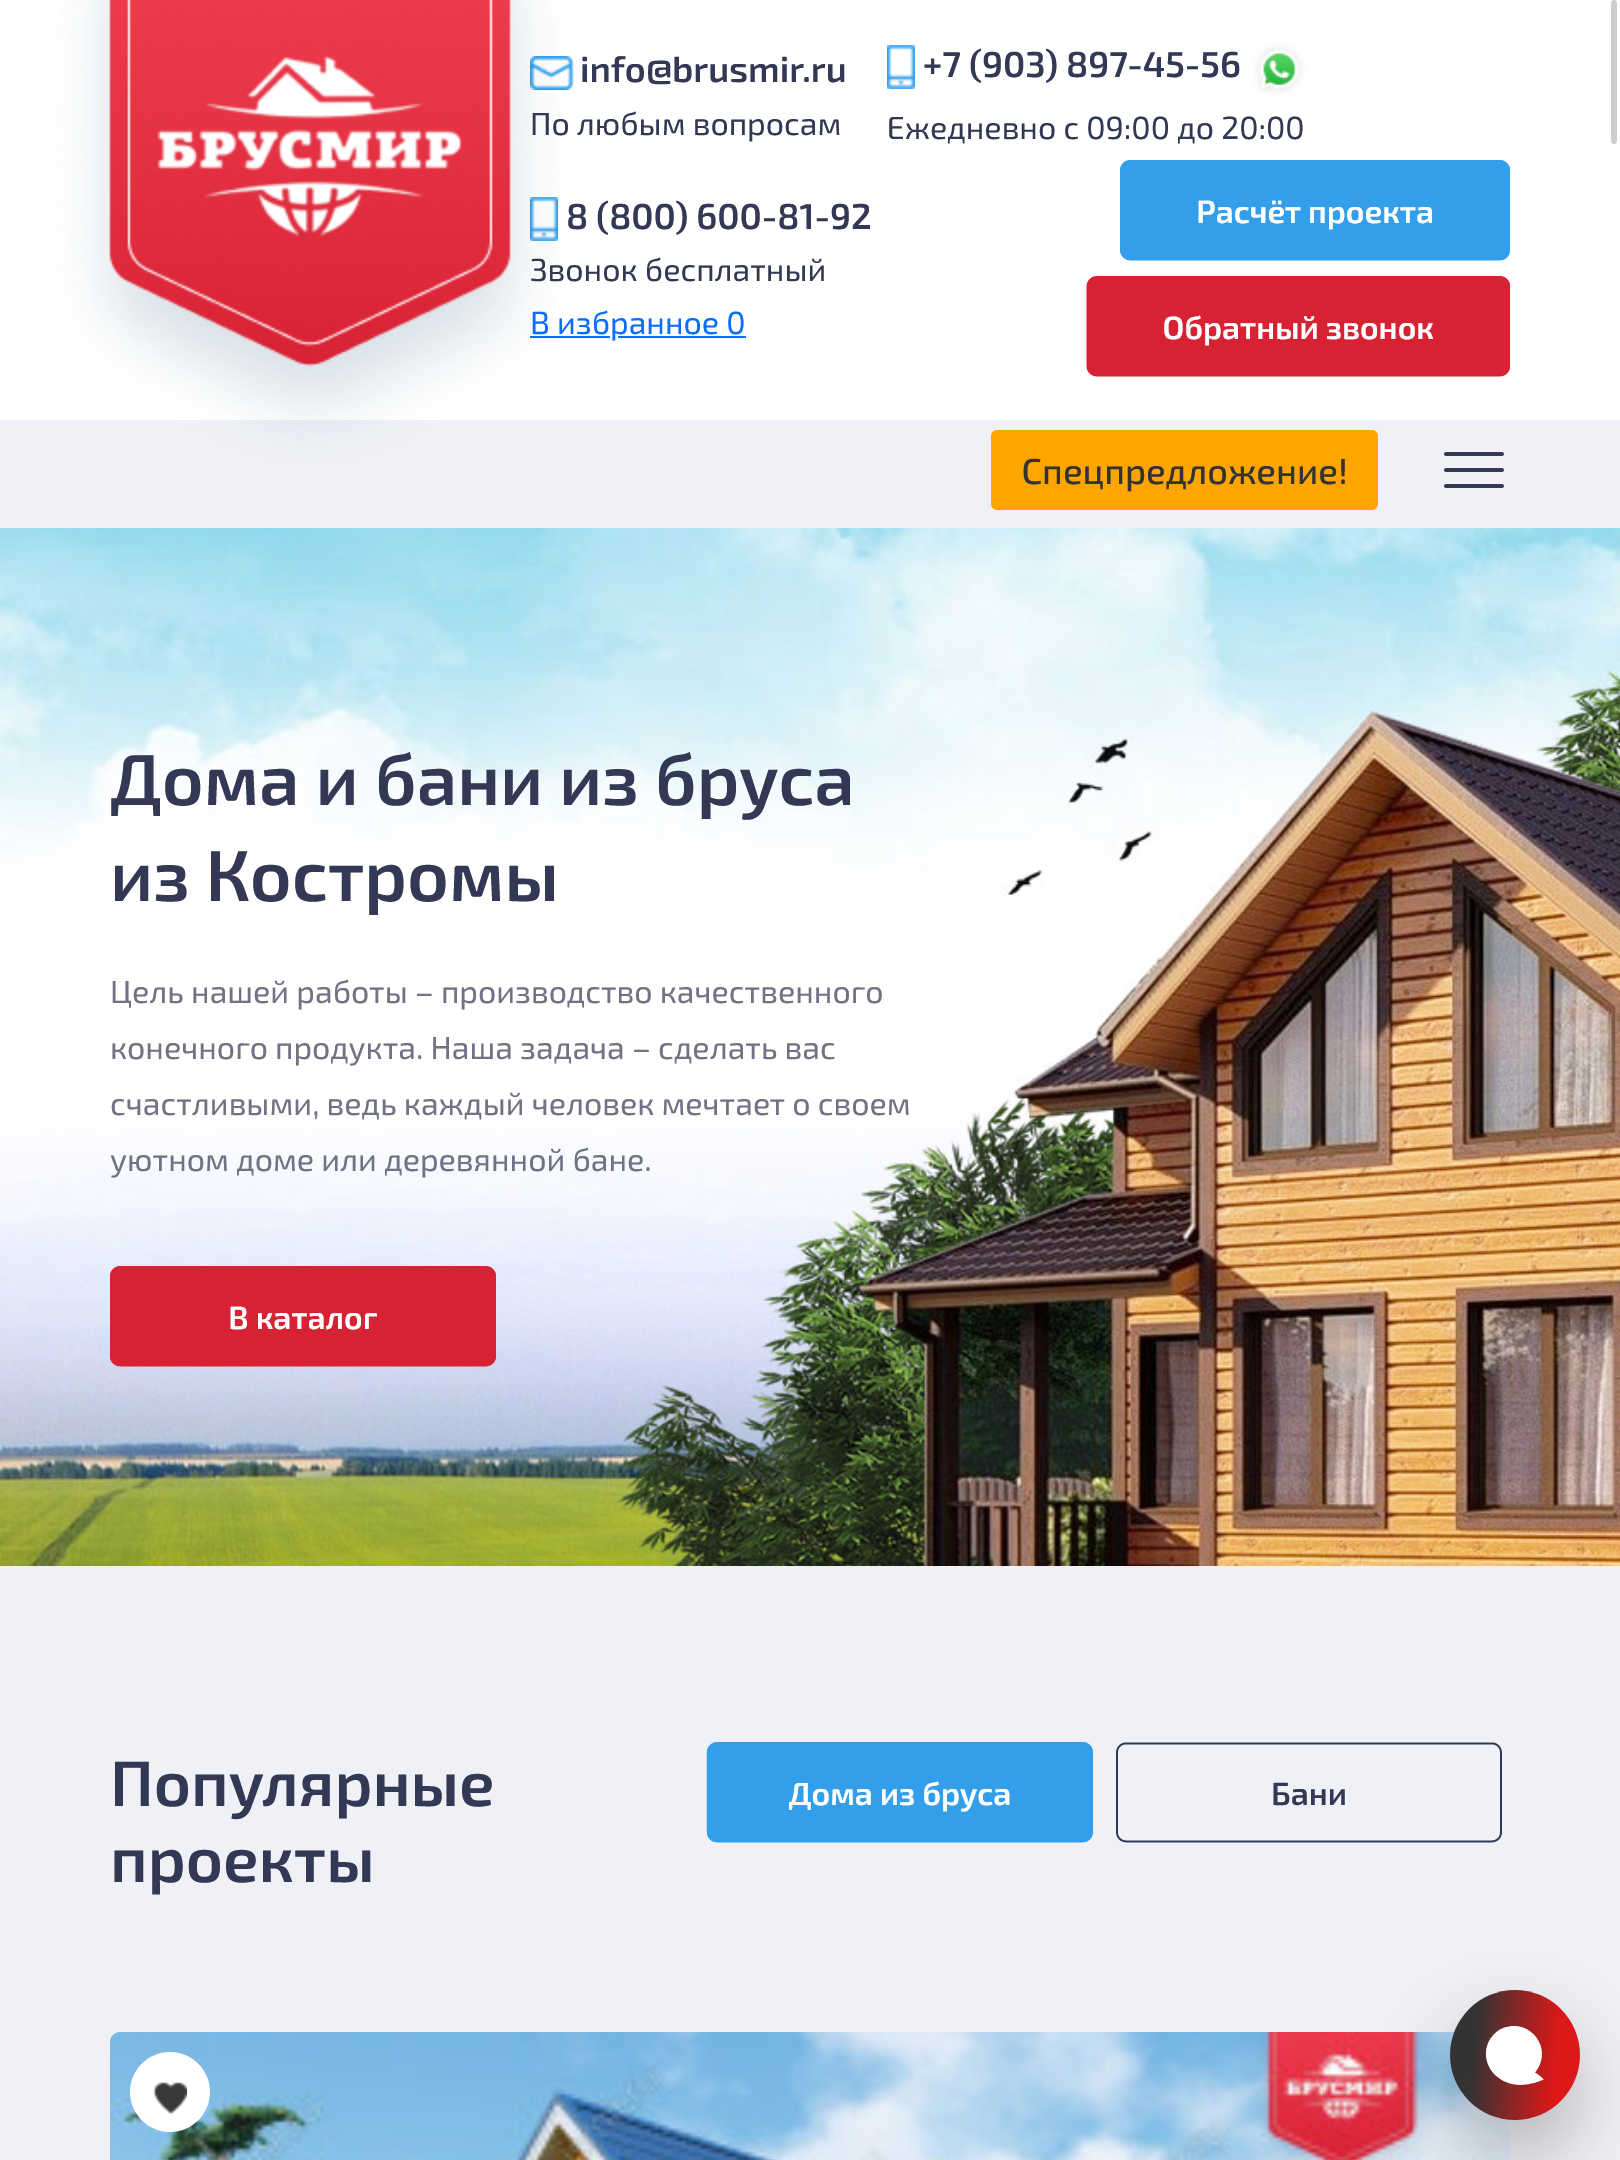 БРУСМИР
info@brusmir.ru
По любым вопросам
+7 (903) 897-45-56
Ежедневно с 09:00 до 20:00
8 (800) 600-81-92
Звонок бесплатный
В избранное 0
Расчёт проекта
Обратный звонок
Спецпредложение!
Дома и бани из бруса
из Костромы
Цель нашей работы – производство качественного
конечного продукта. Наша задача – сделать вас
счастливыми, ведь каждый человек мечтает о своем
уютном доме или деревянной бане.
В каталог
Популярные
проекты
Дома из бруса
Бани
БРУСМИР